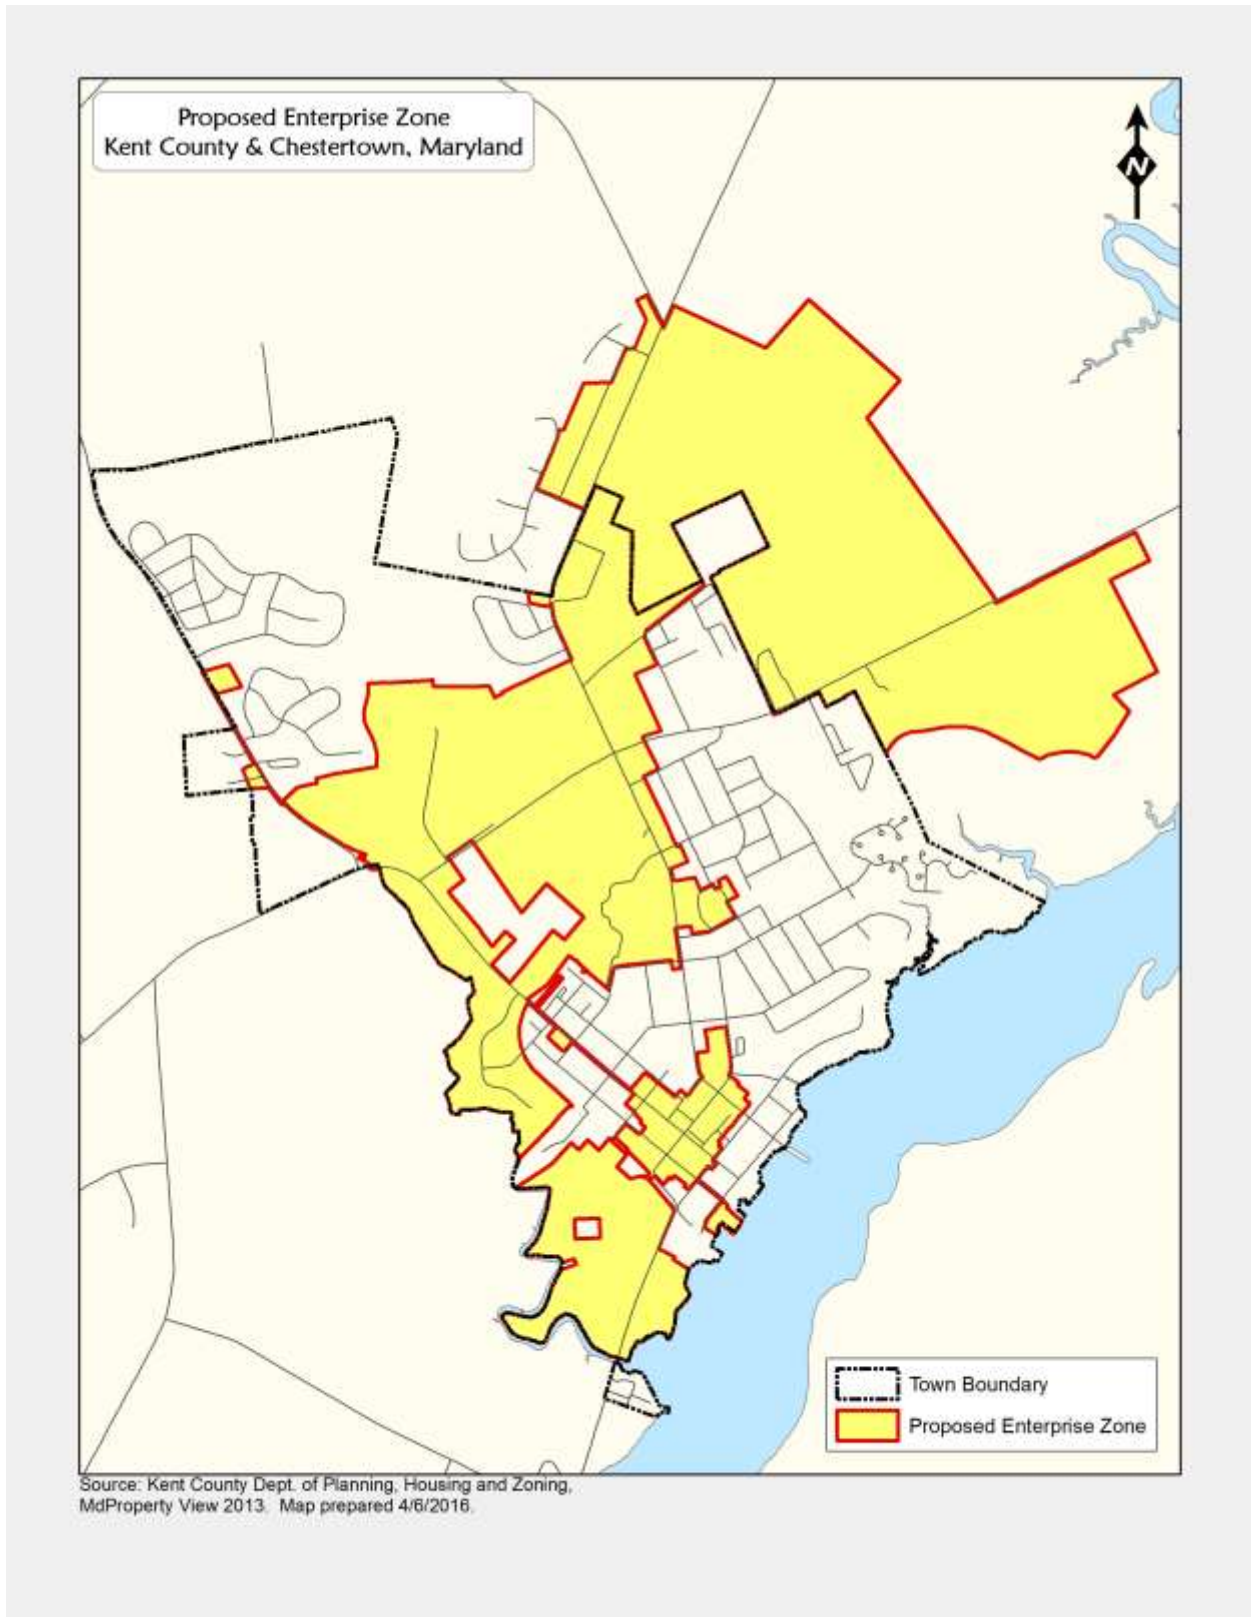 Proposed Enterprise Zone
Kent County & Chestertown, Maryland
N
Town Boundary
Proposed Enterprise Zone
Source: Kent County Dept. of Planning, Housing and Zoning,
MdProperty View 2013. Map prepared 4/6/2016.